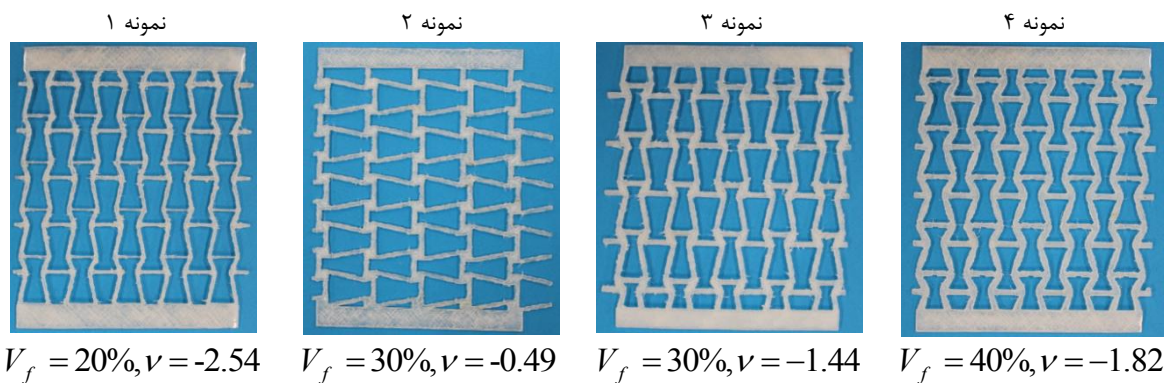 نمونه ۱
نمونه ۲
نمونه ۳
نمونه ۴
V_f = 20%, ν = -2.54
V_f = 30%, ν = -0.49
V_f = 30%, ν = −1.44
V_f = 40%, ν = −1.82